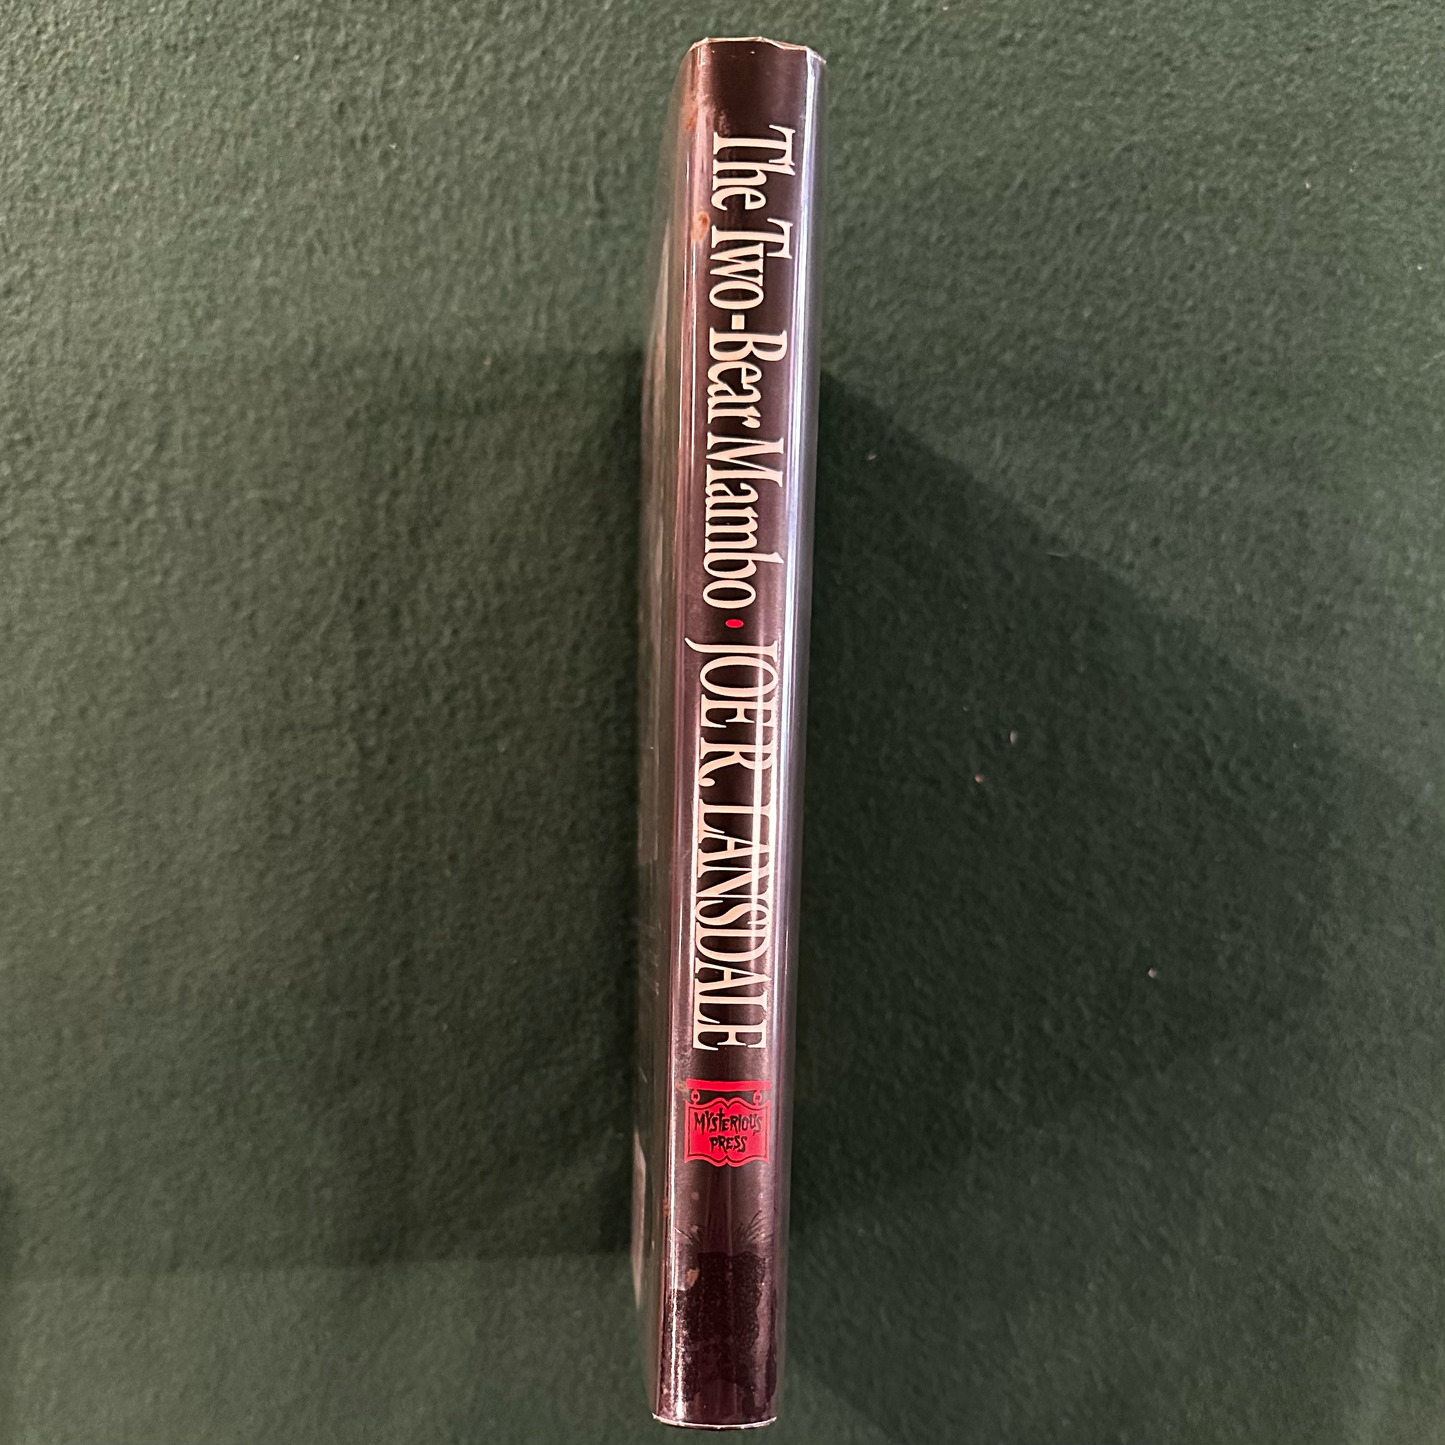 The Two-Bear Mambo • JOE R. LANSDALE
MYSTERIOUS
PRESS